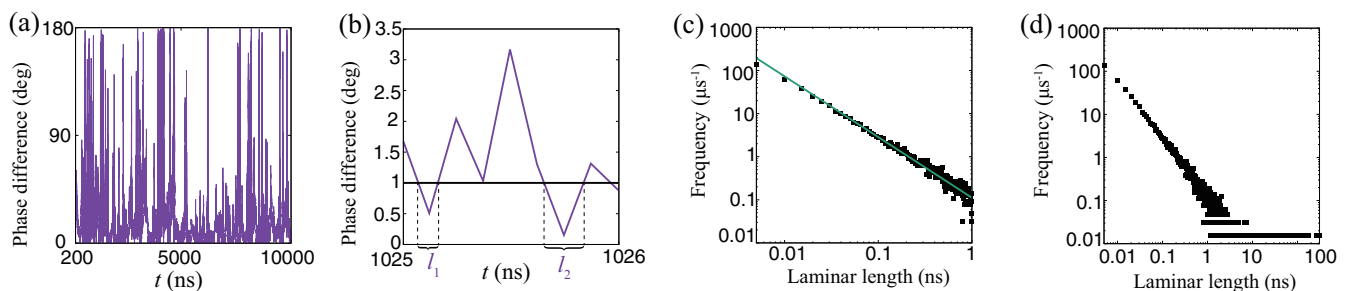 (a)
Phase difference (deg)
180
90
0
200
5000
10000
t (ns)
(b)
Phase difference (deg)
3.5
3
2.5
2
1.5
1
0.5
0
1025
1026
l₁
t (ns)
l₂
(c)
Frequency (μs⁻¹)
1000
100
10
1
0.1
0.01
0.01
0.1
1
Laminar length (ns)
(d)
Frequency (μs⁻¹)
1000
100
10
1
0.1
0.01
0.01
0.1
1
10
100
Laminar length (ns)